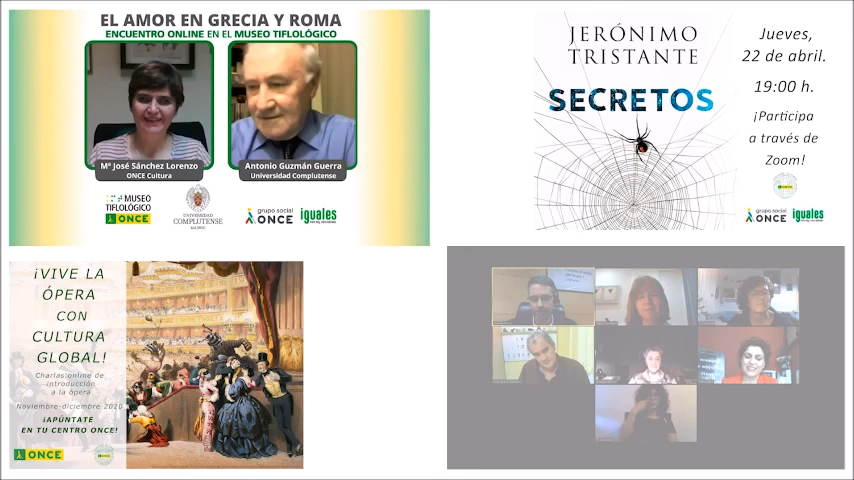 EL AMOR EN GRECIA Y ROMA
ENCUENTRO ONLINE EN EL MUSEO TIFLOLÓGICO
Mª José Sánchez Lorenzo
ONCE Cultura
Antonio Guzmán Guerra
Universidad Complutense
MUSEO
TIFLOLÓGICO
ONCE
UNIVERSIDAD
COMPLUTENSE
MADRID
grupo social
ONCE
iguales
JERÓNIMO
TRISTANTE
SECRETOS
Jueves,
22 de abril.
19:00 h.
¡Participa
a través de
Zoom!
grupo social
ONCE
iguales
¡VIVE LA
ÓPERA
CON
CULTURA
GLOBAL!
Charlas online de
introducción
a la ópera
Noviembre-diciembre 2020
¡APÚNTATE
EN TU CENTRO ONCE!
ONCE